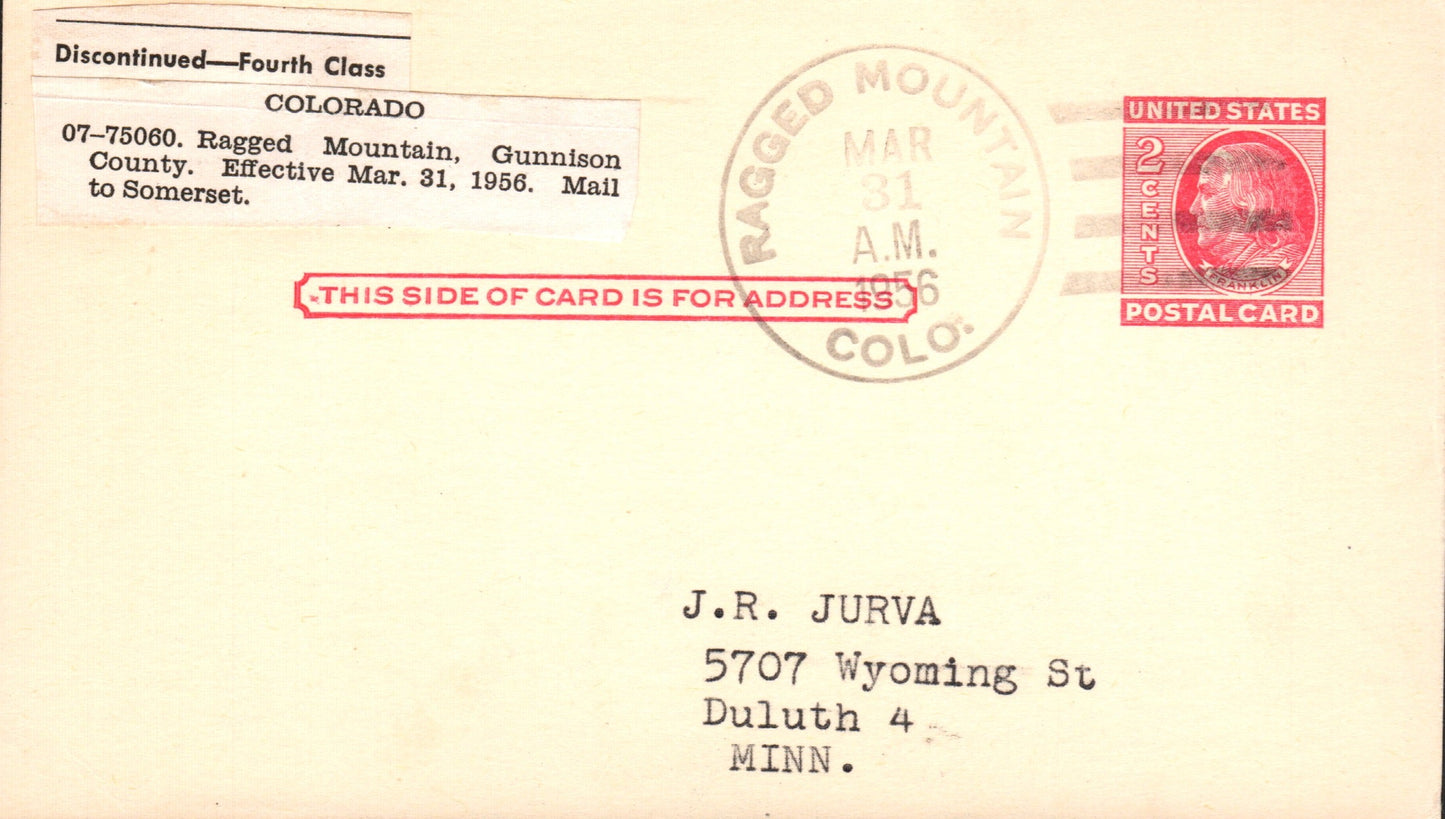 Discontinued—Fourth Class
COLORADO
07–75060. Ragged Mountain, Gunnison
County. Effective Mar. 31, 1956. Mail
to Somerset.
RAGGED MOUNTAIN
MAR
31
A.M.
1956
COLO.
UNITED STATES
2 CENTS
FRANKLIN
POSTAL CARD
THIS SIDE OF CARD IS FOR ADDRESS
J.R. JURVA
5707 Wyoming St
Duluth 4
MINN.